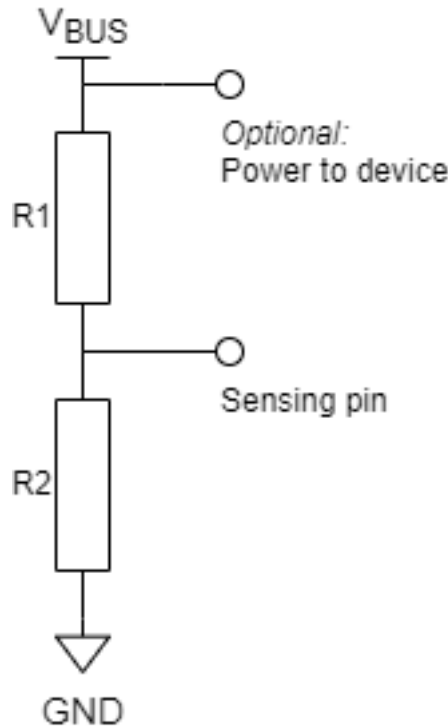 VBUS
Optional:
Power to device
R1
Sensing pin
R2
GND